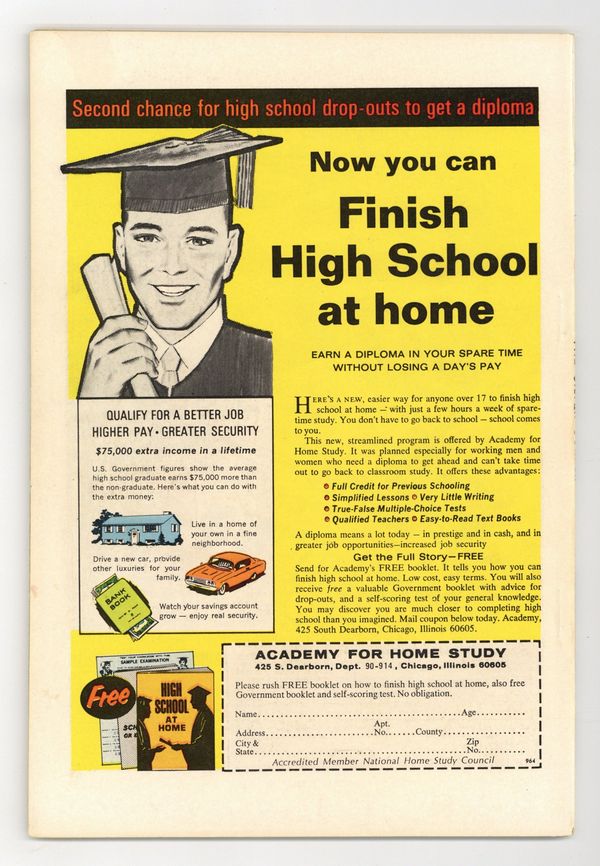 Second chance for high school drop-outs to get a diploma
Now you can
Finish
High School
at home
EARN A DIPLOMA IN YOUR SPARE TIME
WITHOUT LOSING A DAY'S PAY
QUALIFY FOR A BETTER JOB
HIGHER PAY • GREATER SECURITY
$75,000 extra income in a lifetime
U.S. Government figures show the average
high school graduate earns $75,000 more than
the non-graduate. Here's what you can do with
the extra money:
Live in a home of
your own in a fine
neighborhood.
Drive a new car, provide
other luxuries for your
family.
BANK
BOOK
Watch your savings account
grow — enjoy real security.
HERE'S A NEW, easier way for anyone over 17 to finish high
school at home — with just a few hours a week of spare-
time study. You don't have to go back to school — school comes
to you.
This new, streamlined program is offered by Academy for
Home Study. It was planned especially for working men and
women who need a diploma to get ahead and can't take time
out to go back to classroom study. It offers these advantages:
• Full Credit for Previous Schooling
• Simplified Lessons • Very Little Writing
• True-False Multiple-Choice Tests
• Qualified Teachers • Easy-to-Read Text Books
A diploma means a lot today – in prestige and in cash, and in
greater job opportunities—increased job security
Get the Full Story—FREE
Send for Academy's FREE booklet. It tells you how you can
finish high school at home. Low cost, easy terms. You will also
receive free a valuable Government booklet with advice for
drop-outs, and a self-scoring test of your general knowledge.
You may discover you are much closer to completing high
school than you imagined. Mail coupon below today. Academy,
425 South Dearborn, Chicago, Illinois 60605.
SAMPLE EXAMINATION
Free
HIGH
SCHOOL
AT
HOME
ACADEMY FOR HOME STUDY
425 S. Dearborn, Dept. 90-914, Chicago, Illinois 60605
Please rush FREE booklet on how to finish high school at home, also free
Government booklet and self-scoring test. No obligation.
Name.......................................................Age............
Apt.
Address..............................No.......County....................
City & Zip
State......................................................No............
Accredited Member National Home Study Council 964